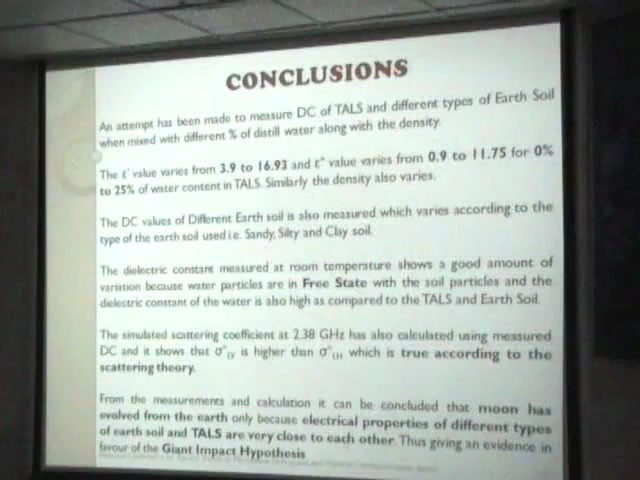 CONCLUSIONS
An attempt has been made to measure DC of TALS and different types of Earth Soil
when mixed with different % of distill water along with the density.
The ε' value varies from 3.9 to 16.93 and ε" value varies from 0.9 to 11.75 for 0%
to 25% of water content in TALS. Similarly the density also varies.
The DC values of Different Earth soil is also measured which varies according to the
type of the earth soil used i.e. Sandy, Silty and Clay soil.
The dielectric constant measured at room temperature shows a good amount of
variation because water particles are in Free State with the soil particles and the
dielectric constant of the water is also high as compared to the TALS and Earth Soil.
The simulated scattering coefficient at 2.38 GHz has also calculated using measured
DC and it shows that σ° is higher than σ° which is true according to the
scattering theory.
From the measurements and calculation it can be concluded that moon has
evolved from the earth only because electrical properties of different types
of earth soil and TALS are very close to each other. Thus giving an evidence in
favour of the Giant Impact Hypothesis